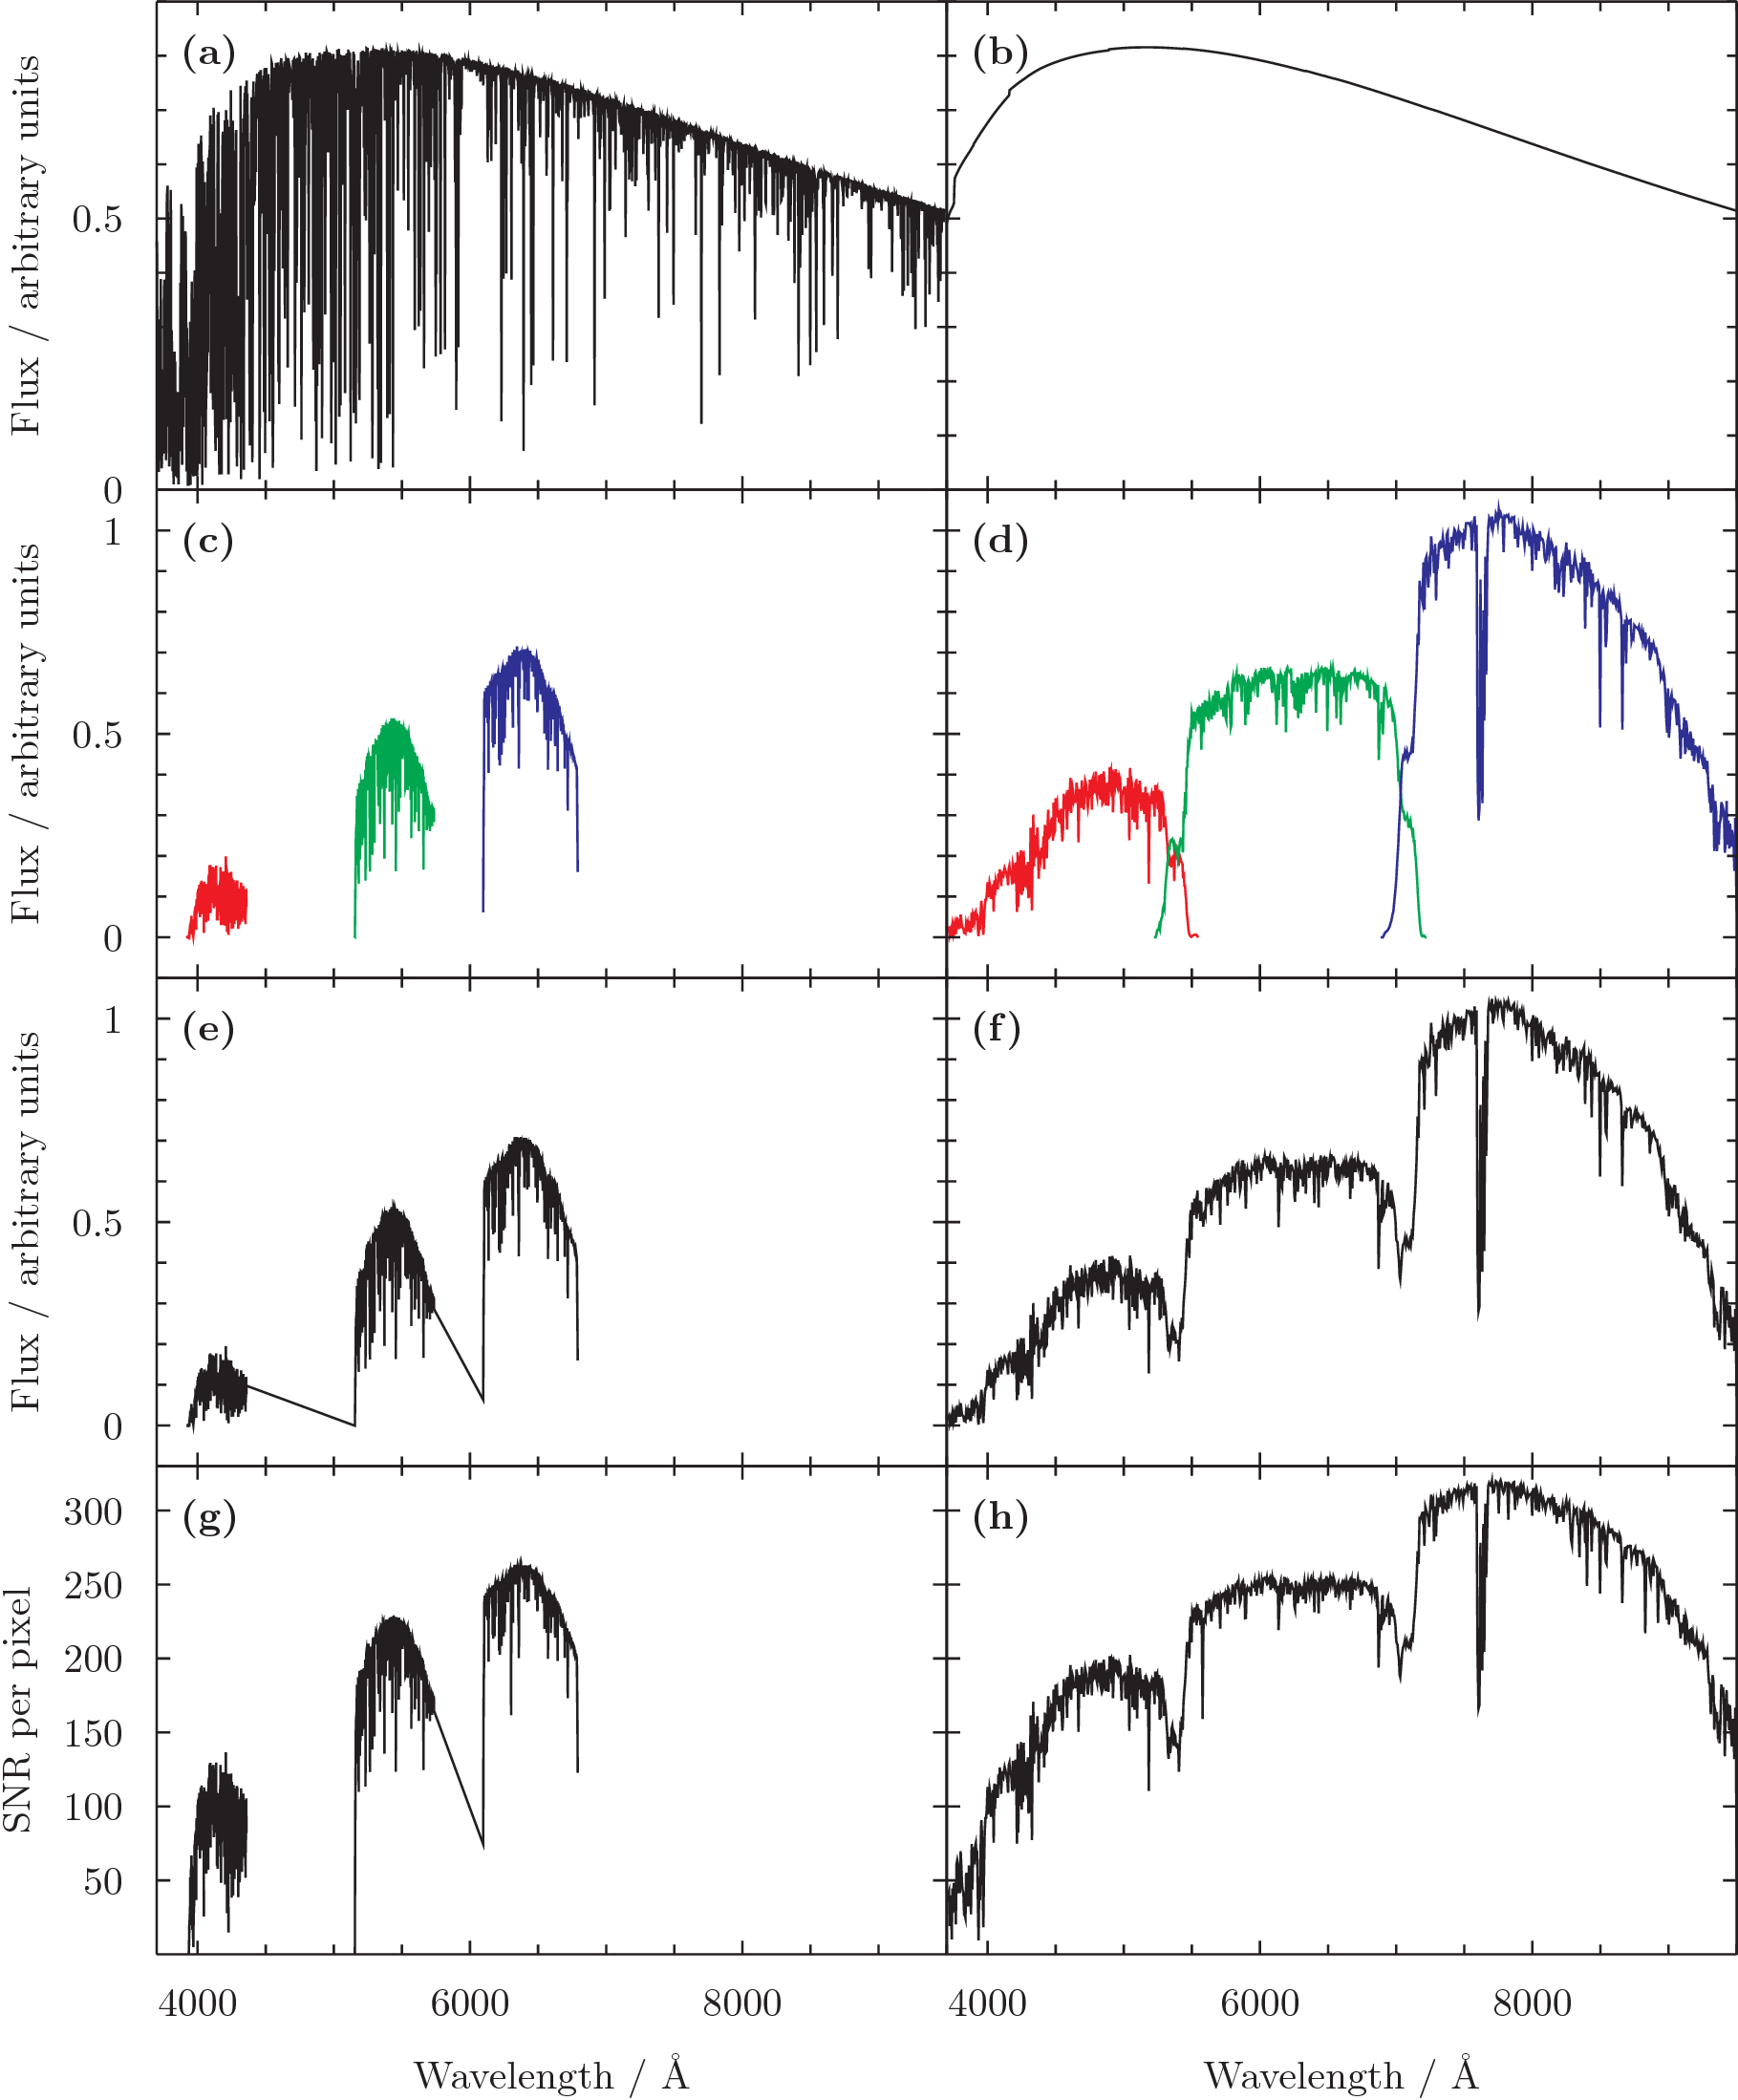 (a)
(b)
Flux / arbitrary units
0.5
0
(c)
(d)
Flux / arbitrary units
1
0.5
0
(e)
(f)
Flux / arbitrary units
1
0.5
0
(g)
(h)
SNR per pixel
300
250
200
150
100
50
4000 6000 8000
4000 6000 8000
Wavelength / Å
Wavelength / Å